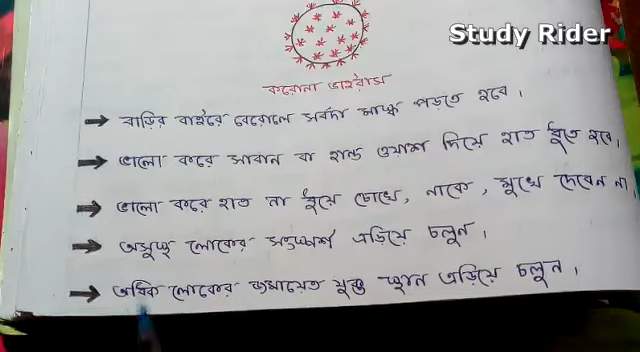 Study Rider
করোনা ভাইরাস
বাড়ির বাইরে বেরোলে সর্বদা মাস্ক পড়তে হবে।
ভালো করে সাবান বা হ্যান্ড ওয়াশ দিয়ে হাত ধুঁতে হবে,
ভালো করে হাত না ধুঁয়ে চোখে, নাকে, মুখে দেবেন না,
অসুস্থ লোকের সংস্পর্শ এড়িয়ে চলুন।
অধিক লোকের জমায়েত যুক্ত স্থান এড়িয়ে চলুন।